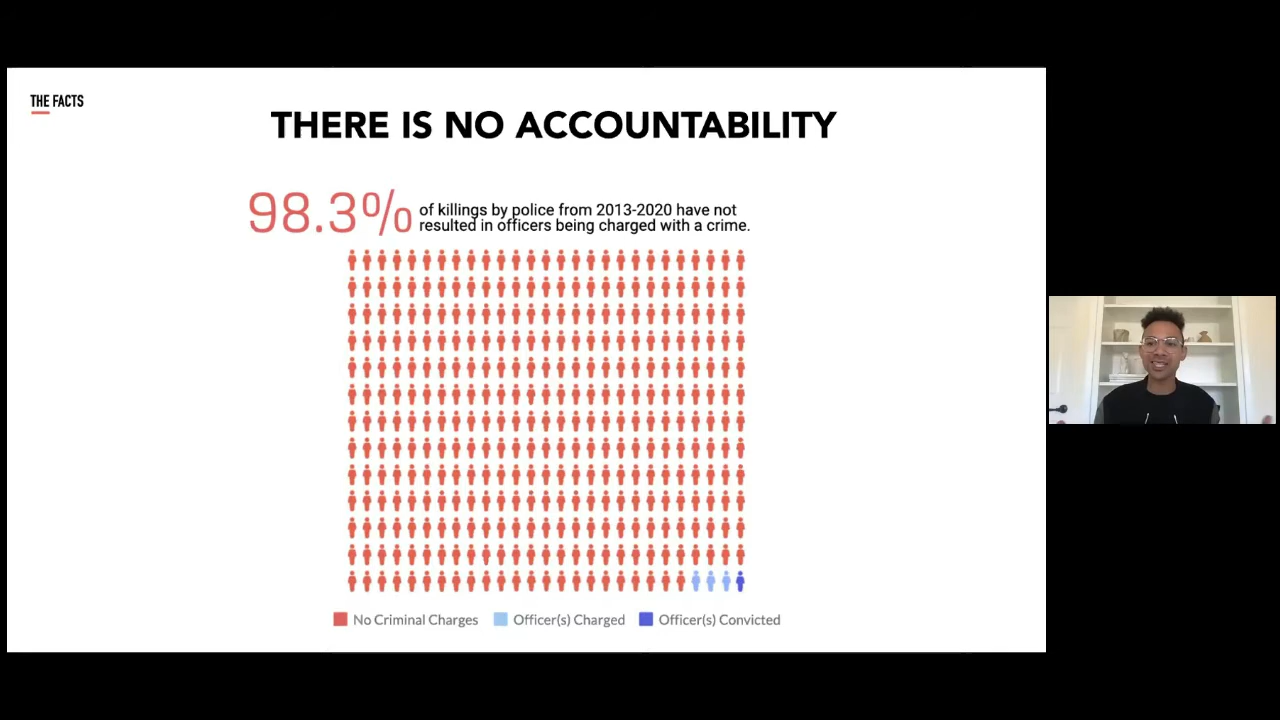 THE FACTS
THERE IS NO ACCOUNTABILITY
98.3%
of killings by police from 2013-2020 have not
resulted in officers being charged with a crime.
No Criminal Charges
Officer(s) Charged
Officer(s) Convicted